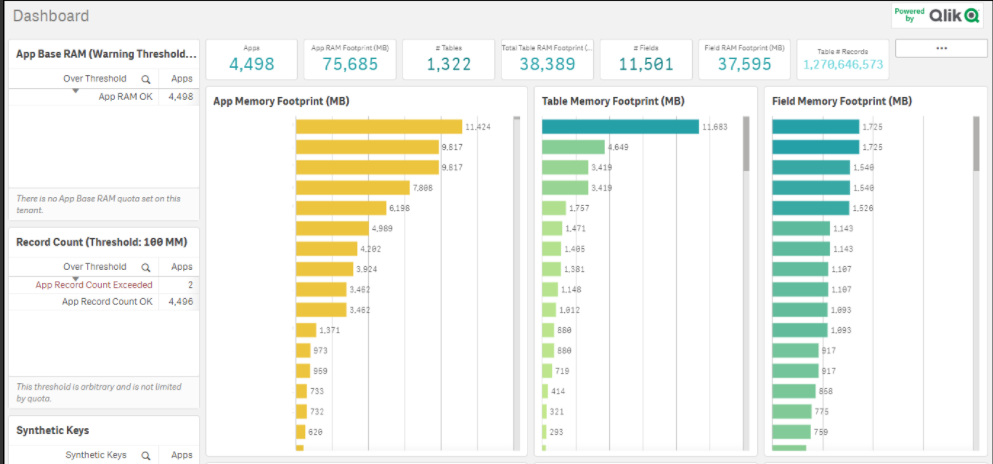 Dashboard
Powered
by
Qlik
App Base RAM (Warning Threshold...
Over Threshold Apps
App RAM OK 4,498
There is no App Base RAM quota set on this
tenant.
Record Count (Threshold: 100 MM)
Over Threshold Apps
App Record Count Exceeded 2
App Record Count OK 4,496
This threshold is arbitrary and is not limited
by quota.
Synthetic Keys
Synthetic Keys Apps
Apps
4,498
App RAM Footprint (MB)
75,685
# Tables
1,322
Total Table RAM Footprint (...
38,389
# Fields
11,501
Field RAM Footprint (MB)
37,595
Table # Records
1,270,646,573
...
App Memory Footprint (MB)
11,424
9,817
9,817
7,806
6,198
4,989
4,202
3,924
3,462
3,462
1,371
973
959
733
732
620
Table Memory Footprint (MB)
11,683
4,649
3,419
3,419
1,757
1,471
1,405
1,381
1,148
1,012
880
880
719
414
321
293
Field Memory Footprint (MB)
1,725
1,725
1,540
1,540
1,526
1,143
1,143
1,107
1,107
1,093
1,093
917
917
858
775
759